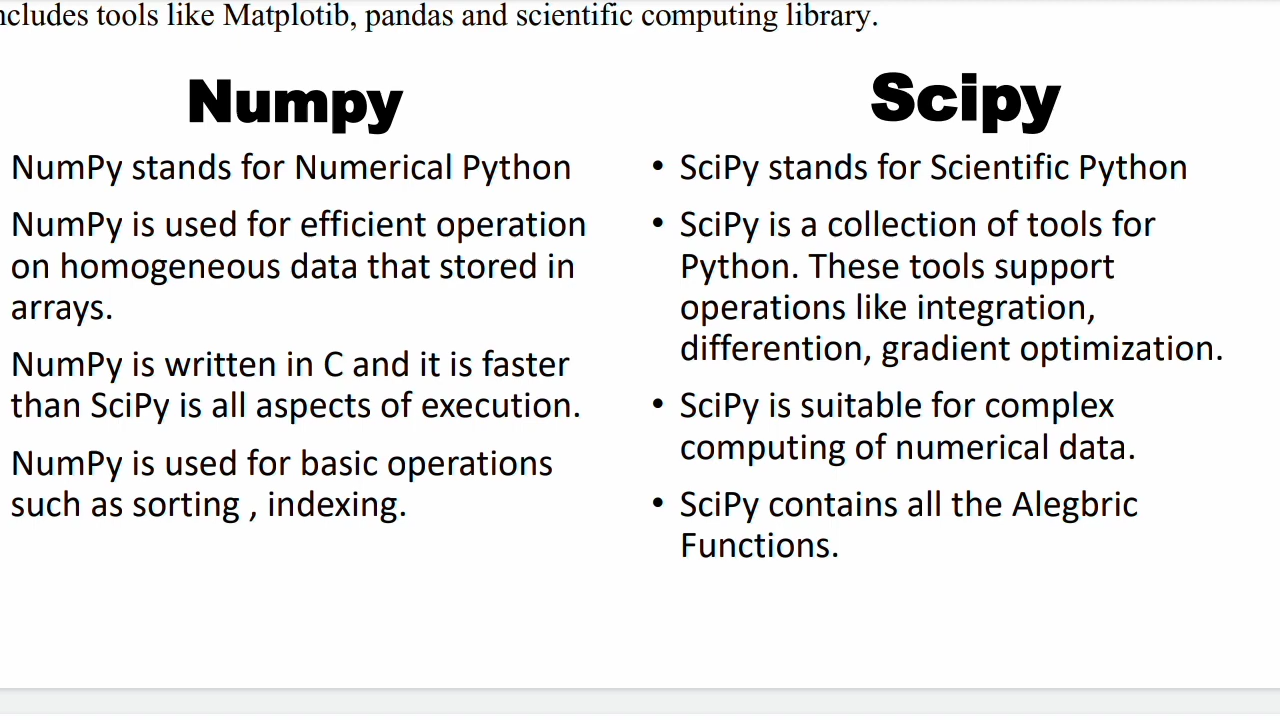 ncludes tools like Matplotib, pandas and scientific computing library.
Numpy
NumPy stands for Numerical Python
NumPy is used for efficient operation
on homogeneous data that stored in
arrays.
NumPy is written in C and it is faster
than SciPy is all aspects of execution.
NumPy is used for basic operations
such as sorting , indexing.
Scipy
• SciPy stands for Scientific Python
• SciPy is a collection of tools for
Python. These tools support
operations like integration,
differention, gradient optimization.
• SciPy is suitable for complex
computing of numerical data.
• SciPy contains all the Alegbric
Functions.